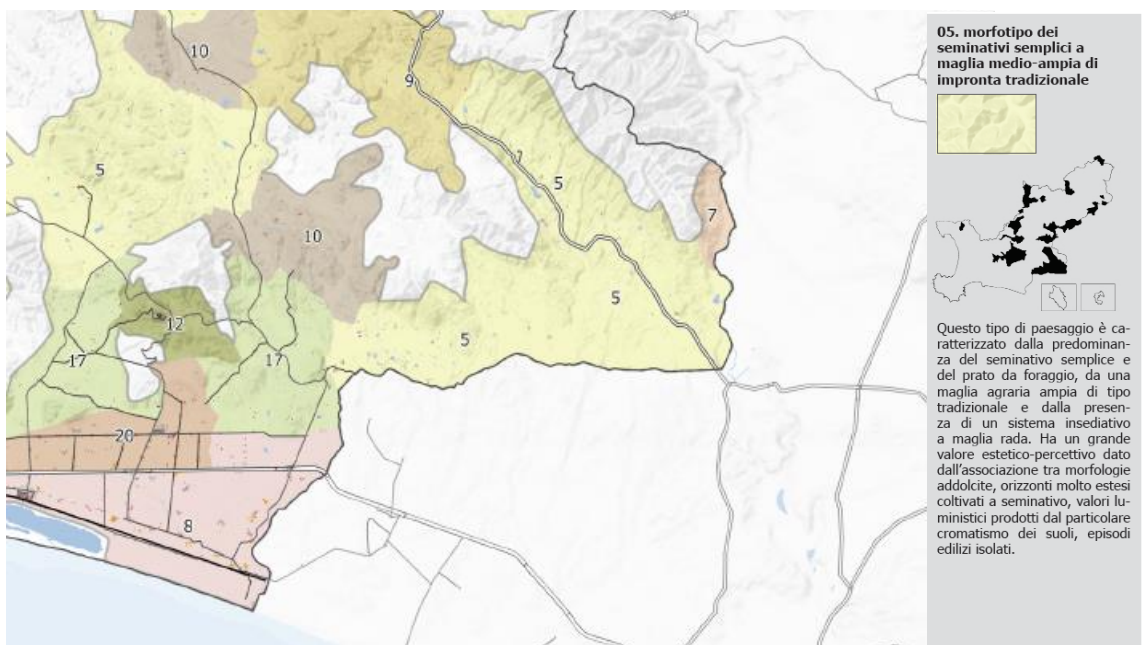 10
9
5
5
7
10
5
12
5
17
17
20
8
05. morfotipo dei
seminativi semplici a
maglia medio-ampia di
impronta tradizionale
Questo tipo di paesaggio è ca-
ratterizzato dalla predominan-
za del seminativo semplice e
del prato da foraggio, da una
maglia agraria ampia di tipo
tradizionale e dalla presen-
za di un sistema insediativo
a maglia rada. Ha un grande
valore estetico-percettivo dato
dall'associazione tra morfologie
addolcite, orizzonti molto estesi
coltivati a seminativo, valori lu-
ministici prodotti dal particolare
cromatismo dei suoli, episodi
edilizi isolati.